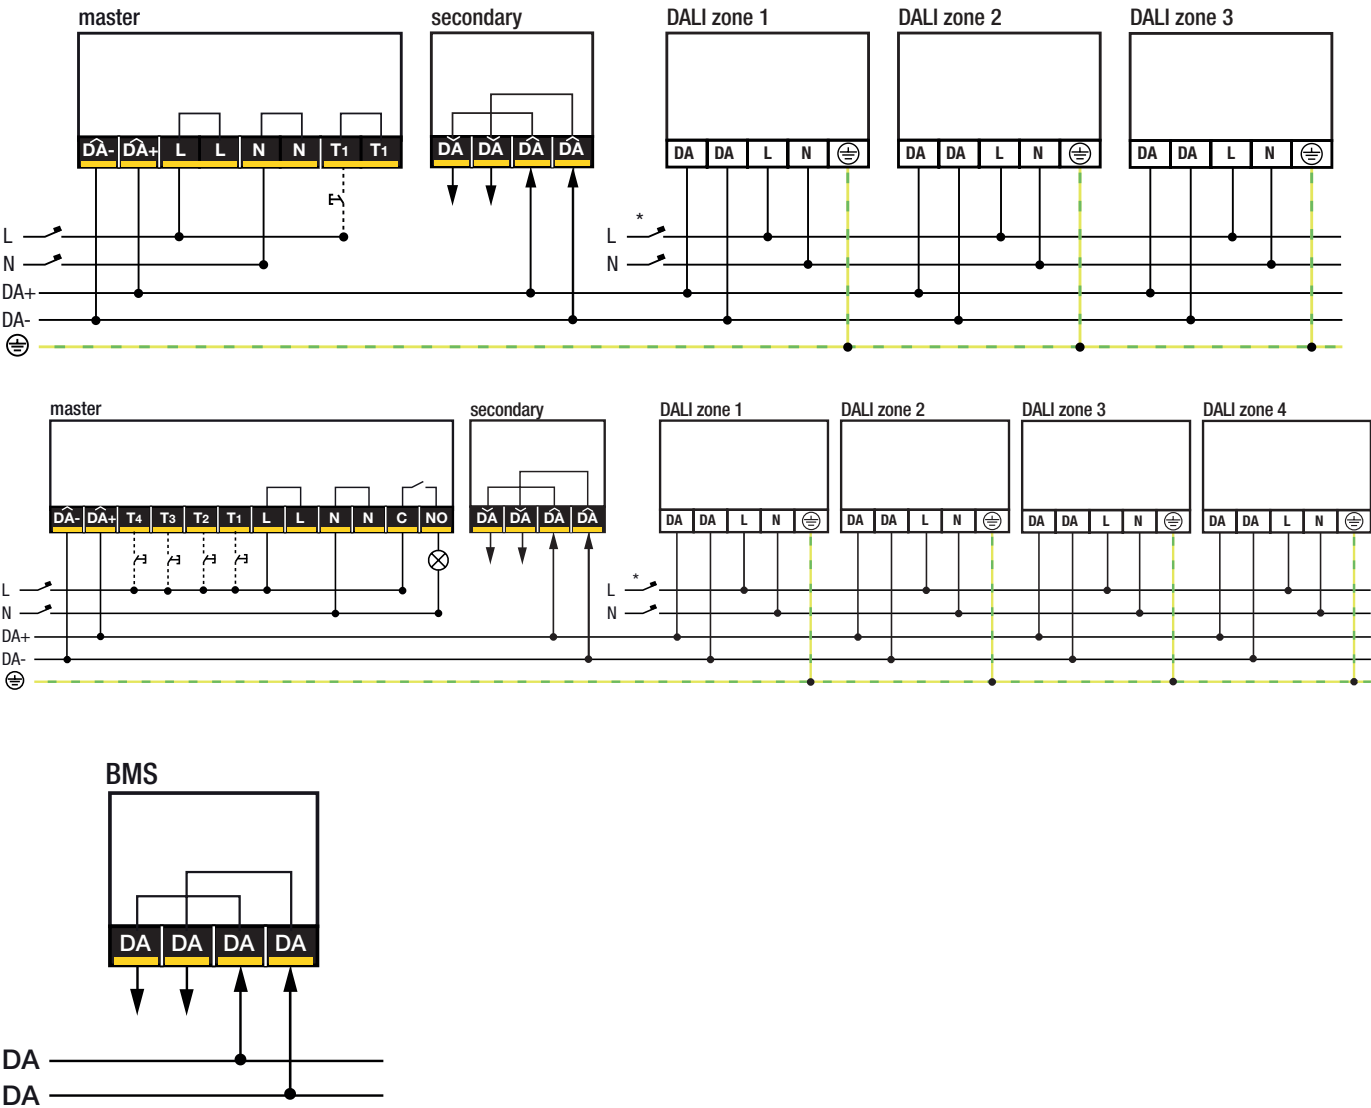 master secondary DALI zone 1 DALI zone 2 DALI zone 3
DA- DA+ L L N N T1 T1 DA DA DA DA DA DA L N DA DA L N DA DA L N
*
L L
N N
DA+
DA-
master secondary DALI zone 1 DALI zone 2 DALI zone 3 DALI zone 4
DA- DA+ T4 T3 T2 T1 L L N N C NO DA DA DA DA DA DA L N DA DA L N DA DA L N DA DA L N
*
L L
N N
DA+
DA-
BMS
DA DA DA DA
DA
DA